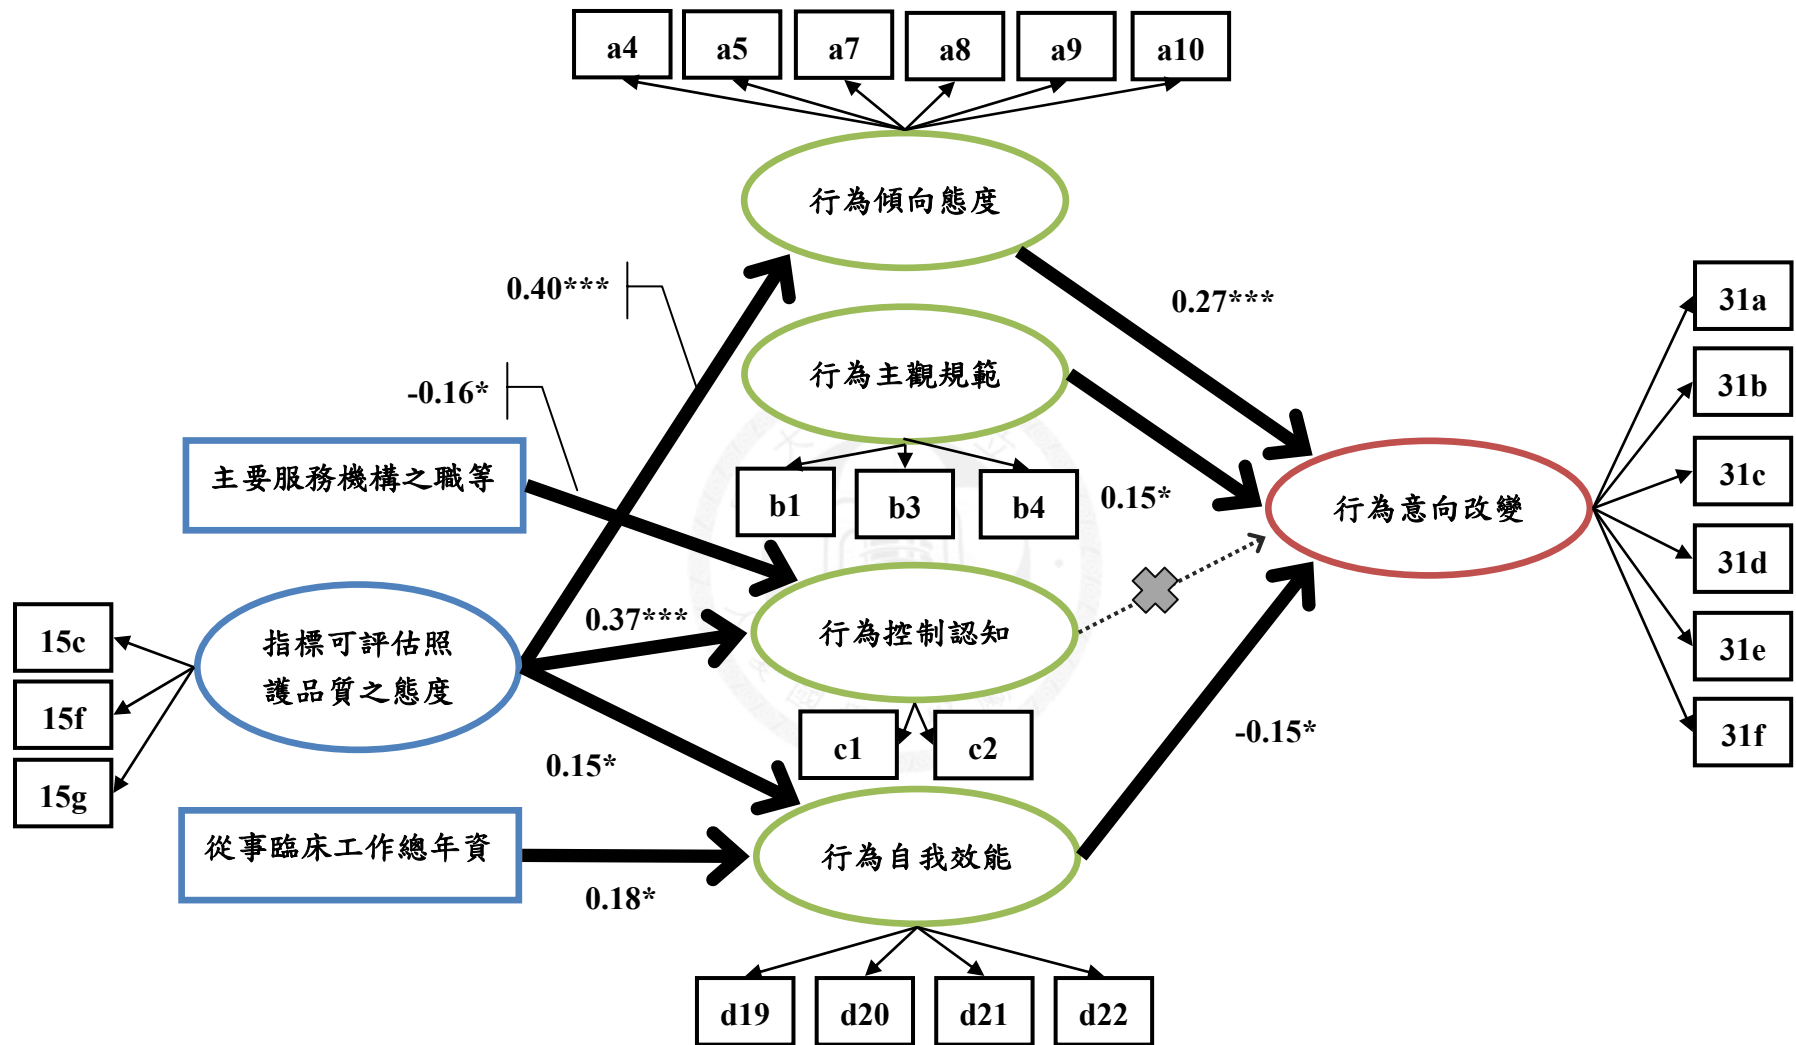 a4
a5
a7
a8
a9
a10
行為傾向態度
0.40***
0.27***
31a
31b
31c
31d
31e
31f
行為主觀規範
-0.16*
主要服務機構之職等
b1
b3
b4
0.15*
行為意向改變
0.37***
行為控制認知
15c
15f
15g
指標可評估照
護品質之態度
c1
c2
-0.15*
0.15*
從事臨床工作總年資
行為自我效能
0.18*
d19
d20
d21
d22